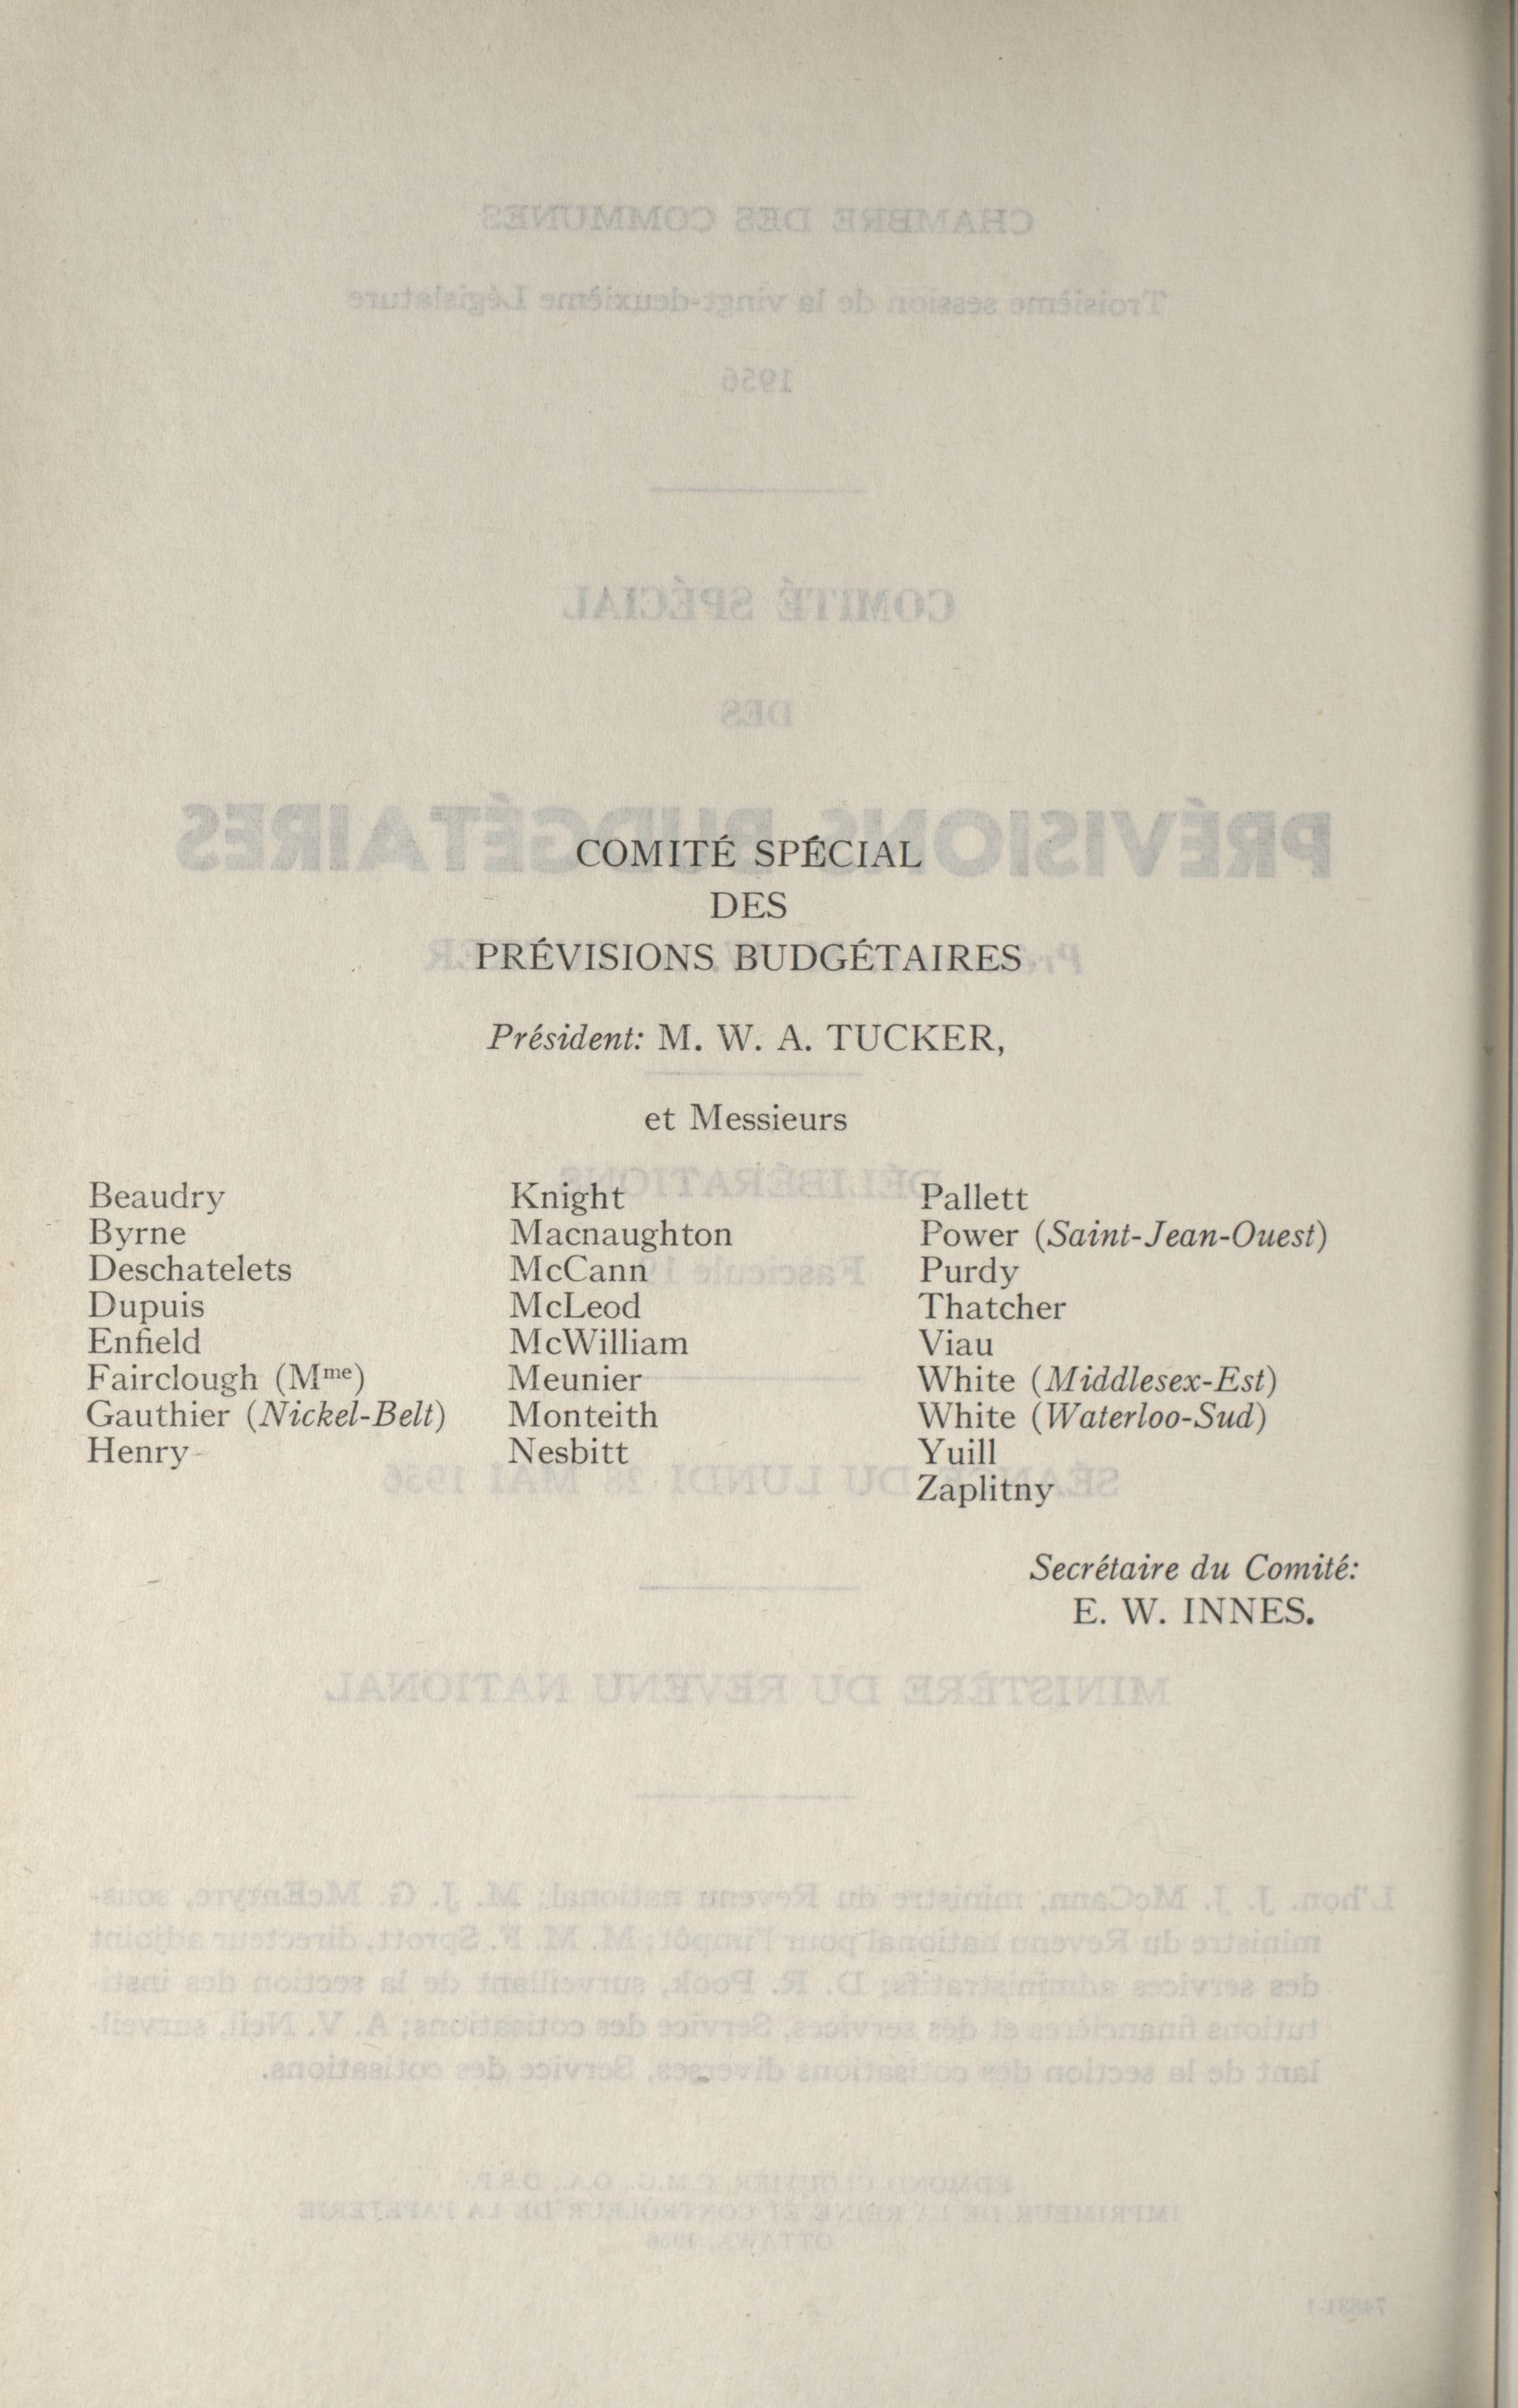 COMITÉ SPÉCIAL
DES
PRÉVISIONS BUDGÉTAIRES
Président: M. W. A. TUCKER,
et Messieurs
Beaudry
Byrne
Deschatelets
Dupuis
Enfield
Fairclough (Mme)
Gauthier (Nickel-Belt)
Henry
Knight
Macnaughton
McCann
McLeod
McWilliam
Meunier
Monteith
Nesbitt
Pallett
Power (Saint-Jean-Ouest)
Purdy
Thatcher
Viau
White (Middlesex-Est)
White (Waterloo-Sud)
Yuill
Zaplitny
Secrétaire du Comité:
E. W. INNES.